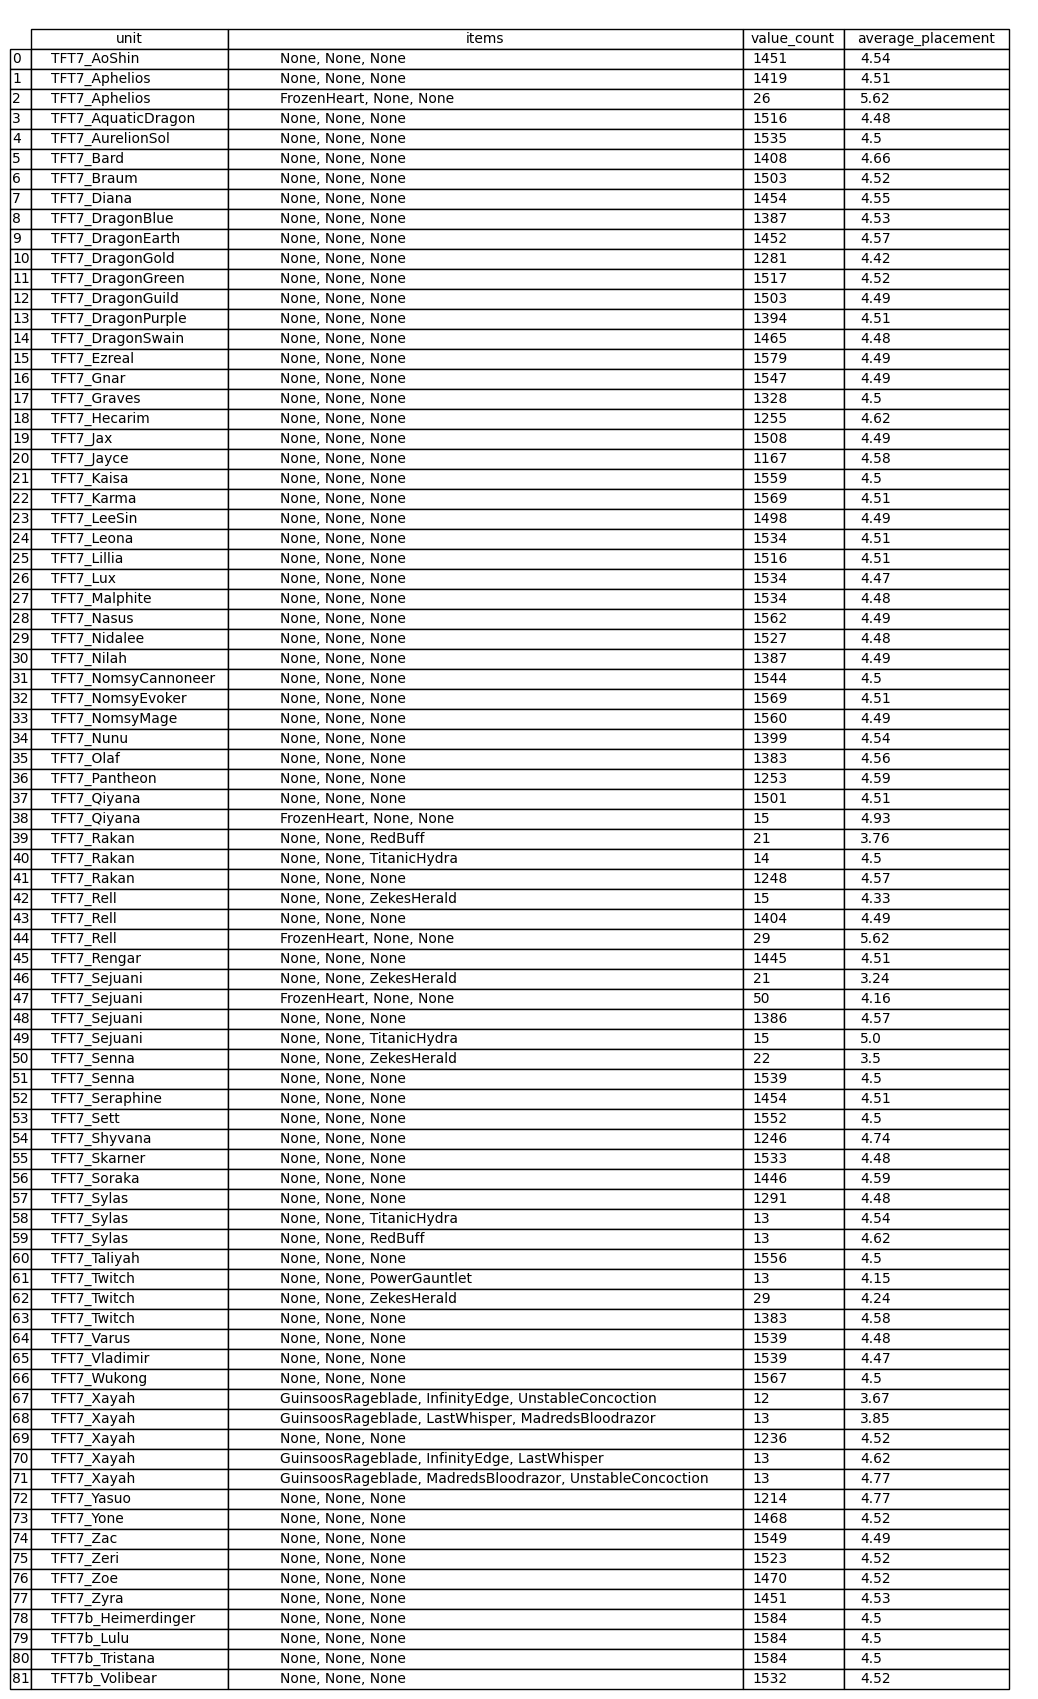 unit items value_count average_placement
0 TFT7_AoShin None, None, None 1451 4.54
1 TFT7_Aphelios None, None, None 1419 4.51
2 TFT7_Aphelios FrozenHeart, None, None 26 5.62
3 TFT7_AquaticDragon None, None, None 1516 4.48
4 TFT7_AurelionSol None, None, None 1535 4.5
5 TFT7_Bard None, None, None 1408 4.66
6 TFT7_Braum None, None, None 1503 4.52
7 TFT7_Diana None, None, None 1454 4.55
8 TFT7_DragonBlue None, None, None 1387 4.53
9 TFT7_DragonEarth None, None, None 1452 4.57
10 TFT7_DragonGold None, None, None 1281 4.42
11 TFT7_DragonGreen None, None, None 1517 4.52
12 TFT7_DragonGuild None, None, None 1503 4.49
13 TFT7_DragonPurple None, None, None 1394 4.51
14 TFT7_DragonSwain None, None, None 1465 4.48
15 TFT7_Ezreal None, None, None 1579 4.49
16 TFT7_Gnar None, None, None 1547 4.49
17 TFT7_Graves None, None, None 1328 4.5
18 TFT7_Hecarim None, None, None 1255 4.62
19 TFT7_Jax None, None, None 1508 4.49
20 TFT7_Jayce None, None, None 1167 4.58
21 TFT7_Kaisa None, None, None 1559 4.5
22 TFT7_Karma None, None, None 1569 4.51
23 TFT7_LeeSin None, None, None 1498 4.49
24 TFT7_Leona None, None, None 1534 4.51
25 TFT7_Lillia None, None, None 1516 4.51
26 TFT7_Lux None, None, None 1534 4.47
27 TFT7_Malphite None, None, None 1534 4.48
28 TFT7_Nasus None, None, None 1562 4.49
29 TFT7_Nidalee None, None, None 1527 4.48
30 TFT7_Nilah None, None, None 1387 4.49
31 TFT7_NomsyCannoneer None, None, None 1544 4.5
32 TFT7_NomsyEvoker None, None, None 1569 4.51
33 TFT7_NomsyMage None, None, None 1560 4.49
34 TFT7_Nunu None, None, None 1399 4.54
35 TFT7_Olaf None, None, None 1383 4.56
36 TFT7_Pantheon None, None, None 1253 4.59
37 TFT7_Qiyana None, None, None 1501 4.51
38 TFT7_Qiyana FrozenHeart, None, None 15 4.93
39 TFT7_Rakan None, None, RedBuff 21 3.76
40 TFT7_Rakan None, None, TitanicHydra 14 4.5
41 TFT7_Rakan None, None, None 1248 4.57
42 TFT7_Rell None, None, ZekesHerald 15 4.33
43 TFT7_Rell None, None, None 1404 4.49
44 TFT7_Rell FrozenHeart, None, None 29 5.62
45 TFT7_Rengar None, None, None 1445 4.51
46 TFT7_Sejuani None, None, ZekesHerald 21 3.24
47 TFT7_Sejuani FrozenHeart, None, None 50 4.16
48 TFT7_Sejuani None, None, None 1386 4.57
49 TFT7_Sejuani None, None, TitanicHydra 15 5.0
50 TFT7_Senna None, None, ZekesHerald 22 3.5
51 TFT7_Senna None, None, None 1539 4.5
52 TFT7_Seraphine None, None, None 1454 4.51
53 TFT7_Sett None, None, None 1552 4.5
54 TFT7_Shyvana None, None, None 1246 4.74
55 TFT7_Skarner None, None, None 1533 4.48
56 TFT7_Soraka None, None, None 1446 4.59
57 TFT7_Sylas None, None, None 1291 4.48
58 TFT7_Sylas None, None, TitanicHydra 13 4.54
59 TFT7_Sylas None, None, RedBuff 13 4.62
60 TFT7_Taliyah None, None, None 1556 4.5
61 TFT7_Twitch None, None, PowerGauntlet 13 4.15
62 TFT7_Twitch None, None, ZekesHerald 29 4.24
63 TFT7_Twitch None, None, None 1383 4.58
64 TFT7_Varus None, None, None 1539 4.48
65 TFT7_Vladimir None, None, None 1539 4.47
66 TFT7_Wukong None, None, None 1567 4.5
67 TFT7_Xayah GuinsoosRageblade, InfinityEdge, UnstableConcoction 12 3.67
68 TFT7_Xayah GuinsoosRageblade, LastWhisper, MadredsBloodrazor 13 3.85
69 TFT7_Xayah None, None, None 1236 4.52
70 TFT7_Xayah GuinsoosRageblade, InfinityEdge, LastWhisper 13 4.62
71 TFT7_Xayah GuinsoosRageblade, MadredsBloodrazor, UnstableConcoction 13 4.77
72 TFT7_Yasuo None, None, None 1214 4.77
73 TFT7_Yone None, None, None 1468 4.52
74 TFT7_Zac None, None, None 1549 4.49
75 TFT7_Zeri None, None, None 1523 4.52
76 TFT7_Zoe None, None, None 1470 4.52
77 TFT7_Zyra None, None, None 1451 4.53
78 TFT7b_Heimerdinger None, None, None 1584 4.5
79 TFT7b_Lulu None, None, None 1584 4.5
80 TFT7b_Tristana None, None, None 1584 4.5
81 TFT7b_Volibear None, None, None 1532 4.52